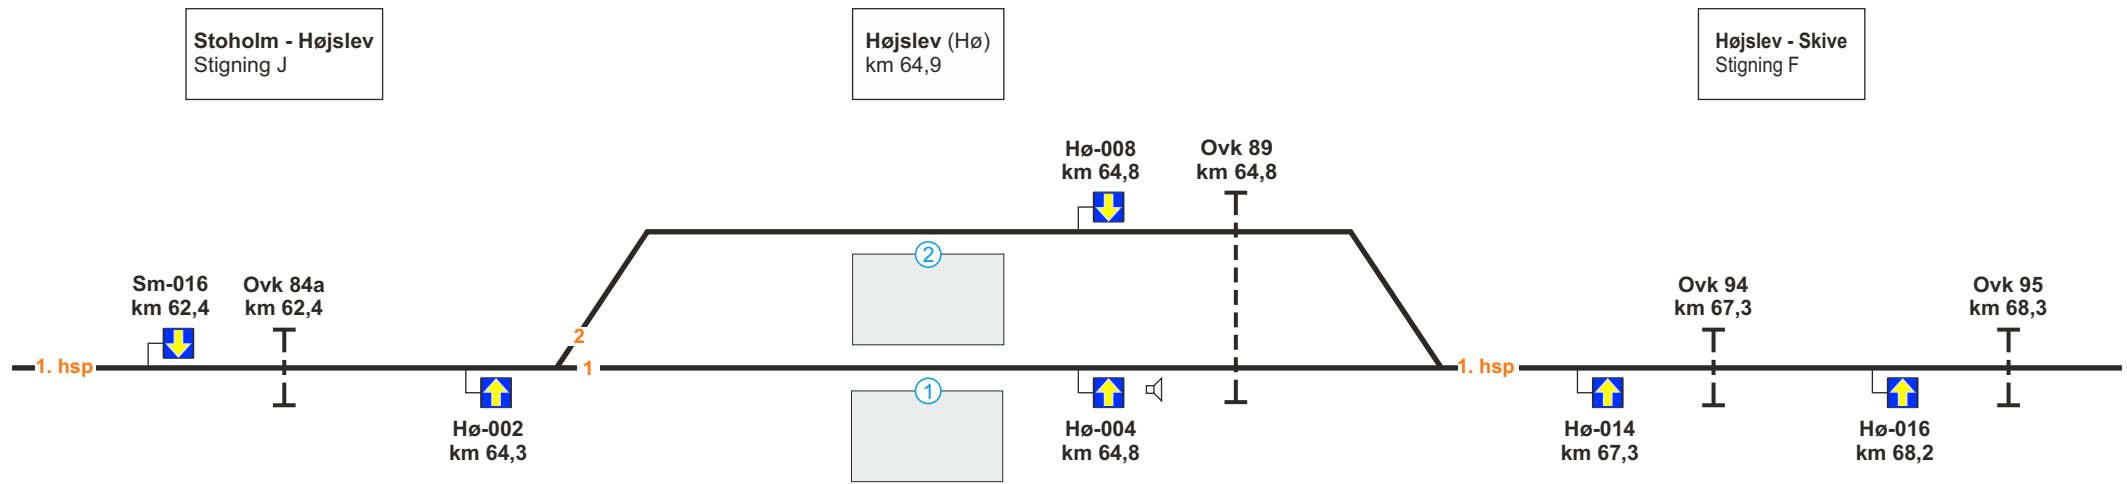 Stoholm - Højslev
Stigning J
Højslev (Hø)
km 64,9
Højslev - Skive
Stigning F
Hø-008
km 64,8
Ovk 89
km 64,8
2
Sm-016
km 62,4
Ovk 84a
km 62,4
Ovk 94
km 67,3
Ovk 95
km 68,3
2
1. hsp
1
1. hsp
1
Hø-002
km 64,3
Hø-004
km 64,8
Hø-014
km 67,3
Hø-016
km 68,2